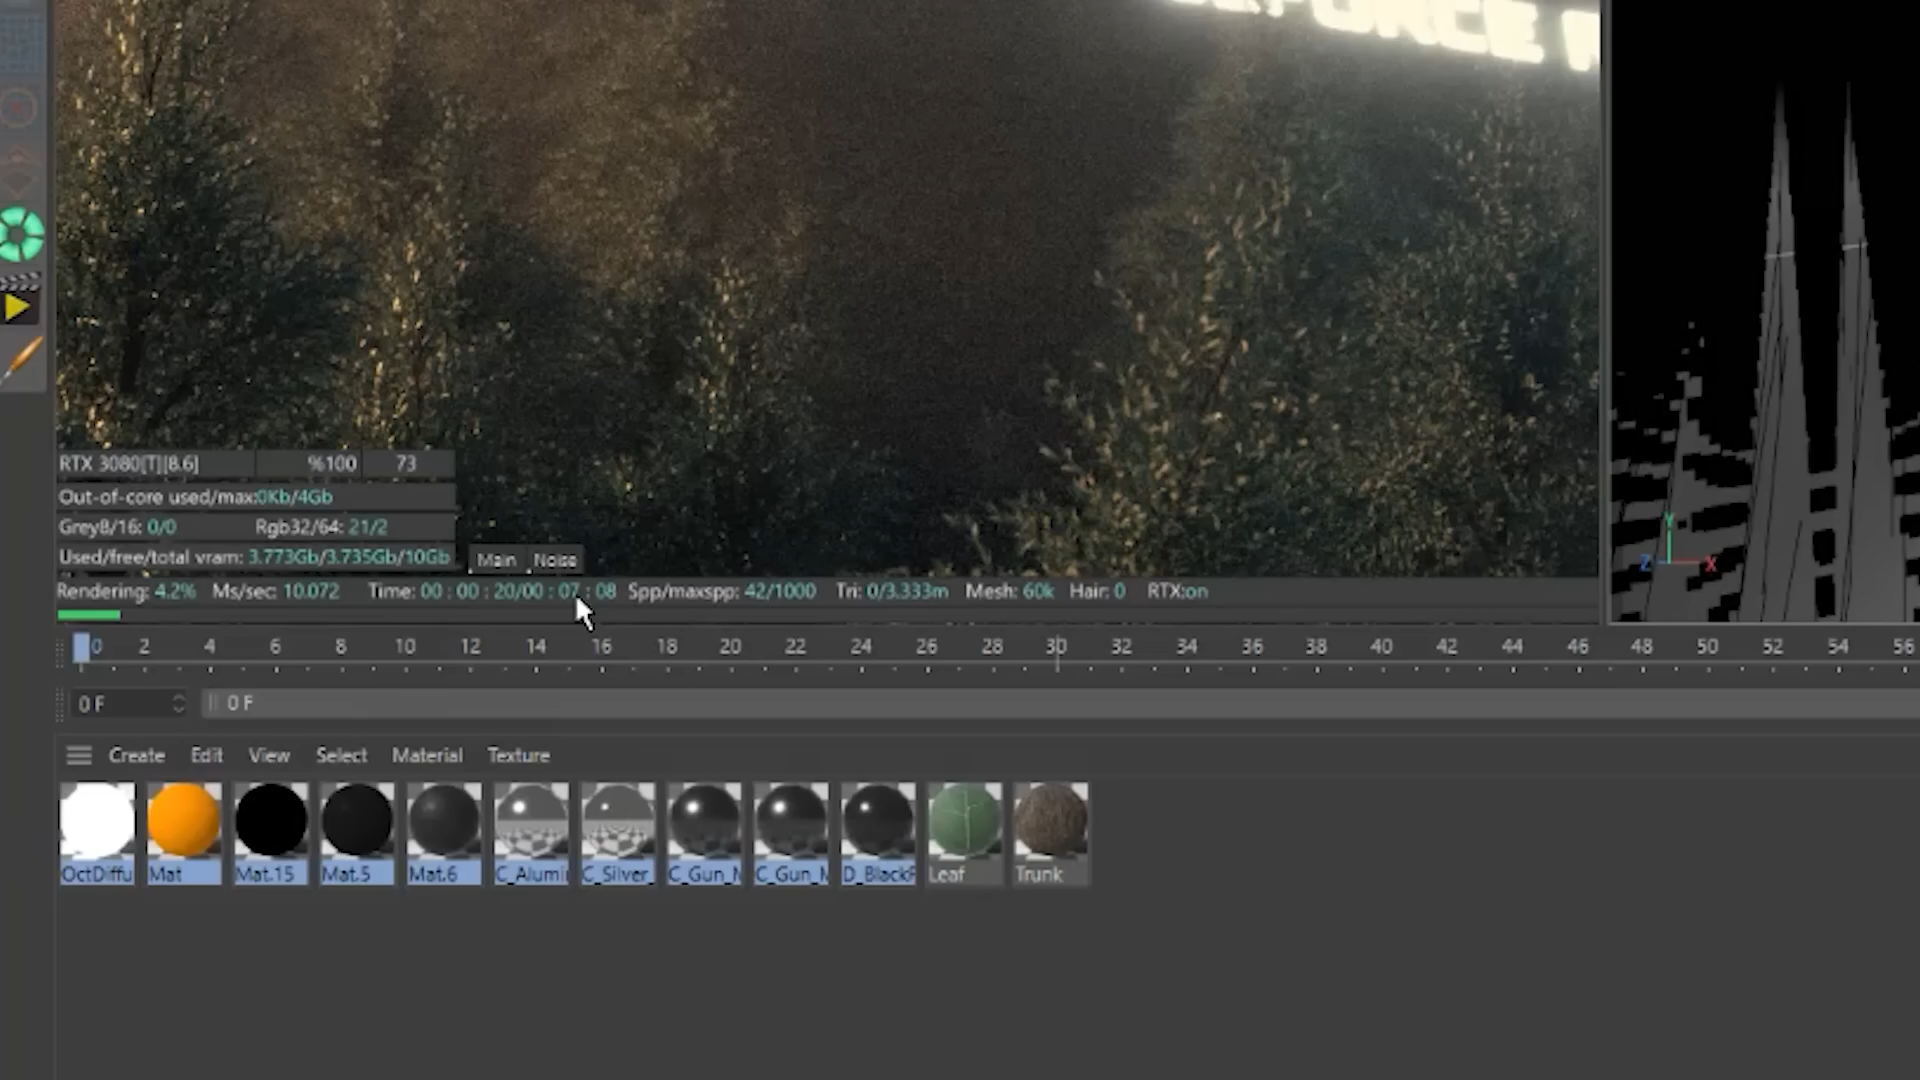 FORCE
RTX 3080[T][8.6] %100 73
Out-of-core used/max:0Kb/4Gb
Grey8/16: 0/0 Rgb32/64: 21/2
Used/free/total vram: 3.773Gb/3.735Gb/10Gb
Main Noise
Rendering: 4.2% Ms/sec: 10.072 Time: 00 : 00 : 20/00 : 07 : 08 Spp/maxspp: 42/1000 Tri: 0/3.333m Mesh: 60k Hair: 0 RTX:on
Y
Z X
0 2 4 6 8 10 12 14 16 18 20 22 24 26 28 30 32 34 36 38 40 42 44 46 48 50 52 54 56
0 F 0 F
Create Edit View Select Material Texture
OctDiffu Mat Mat.15 Mat.5 Mat.6 C_Alumi C_Silver_ C_Gun_M C_Gun_M D_BlackP Leaf Trunk